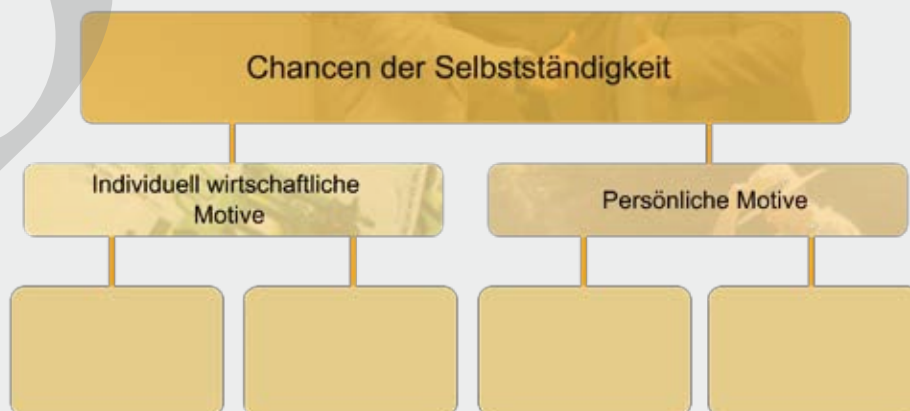 Chancen der Selbstständigkeit
Individuell wirtschaftliche
Motive
Persönliche Motive